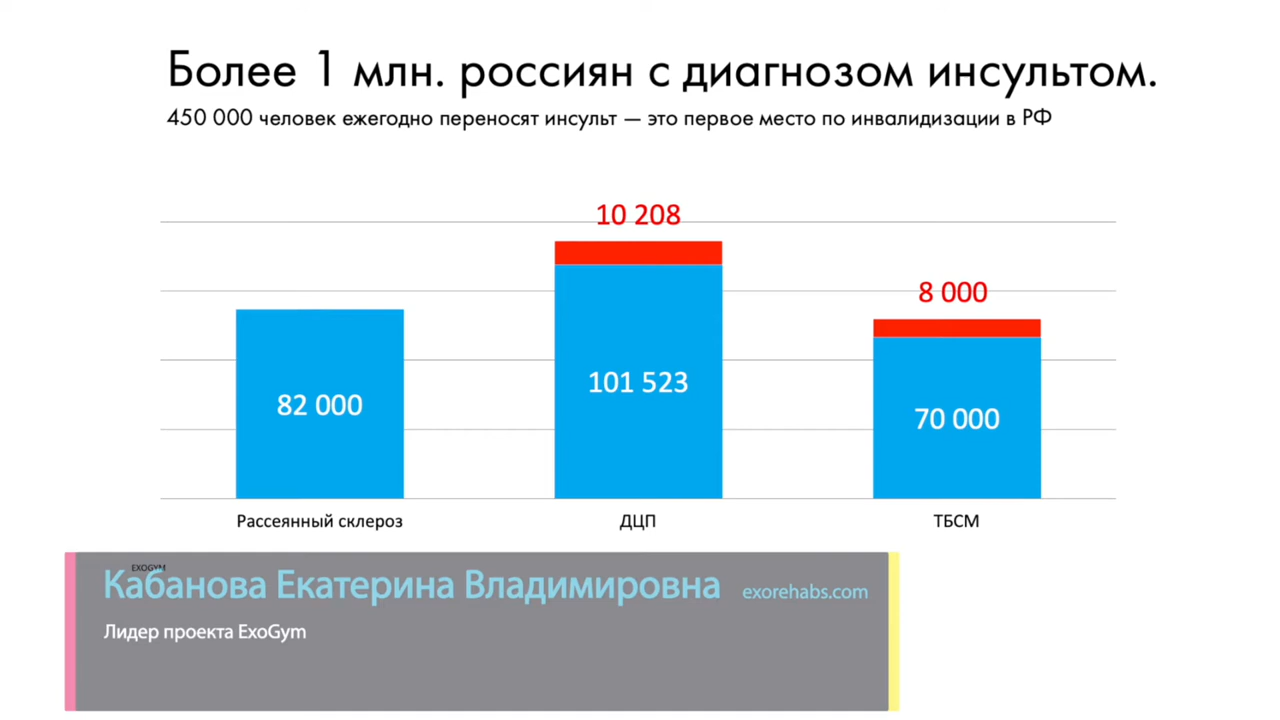 Более 1 млн. россиян с диагнозом инсультом.
450 000 человек ежегодно переносят инсульт — это первое место по инвалидизации в РФ
10 208
8 000
82 000
101 523
70 000
Рассеянный склероз
ДЦП
ТБСМ
EXOGYM
Кабанова Екатерина Владимировна
exorehabs.com
Лидер проекта ExoGym